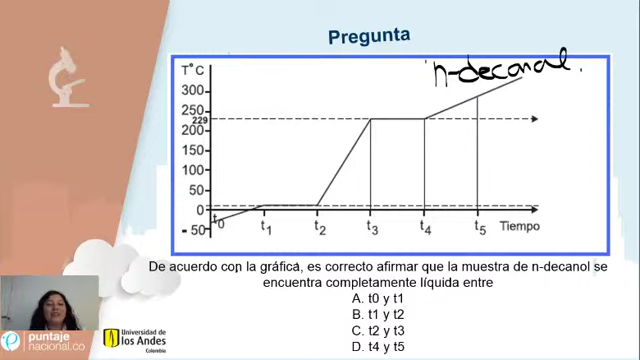 Pregunta
n-decanal.
T°C
300
250
229
200
150
100
50
0
- 50
t0
t1
t2
t3
t4
t5
Tiempo
De acuerdo con la gráfica, es correcto afirmar que la muestra de n-decanol se
encuentra completamente líquida entre
A. t0 y t1
B. t1 y t2
C. t2 y t3
D. t4 y t5
puntaje
nacional.co
Universidad de
los Andes
Colombia